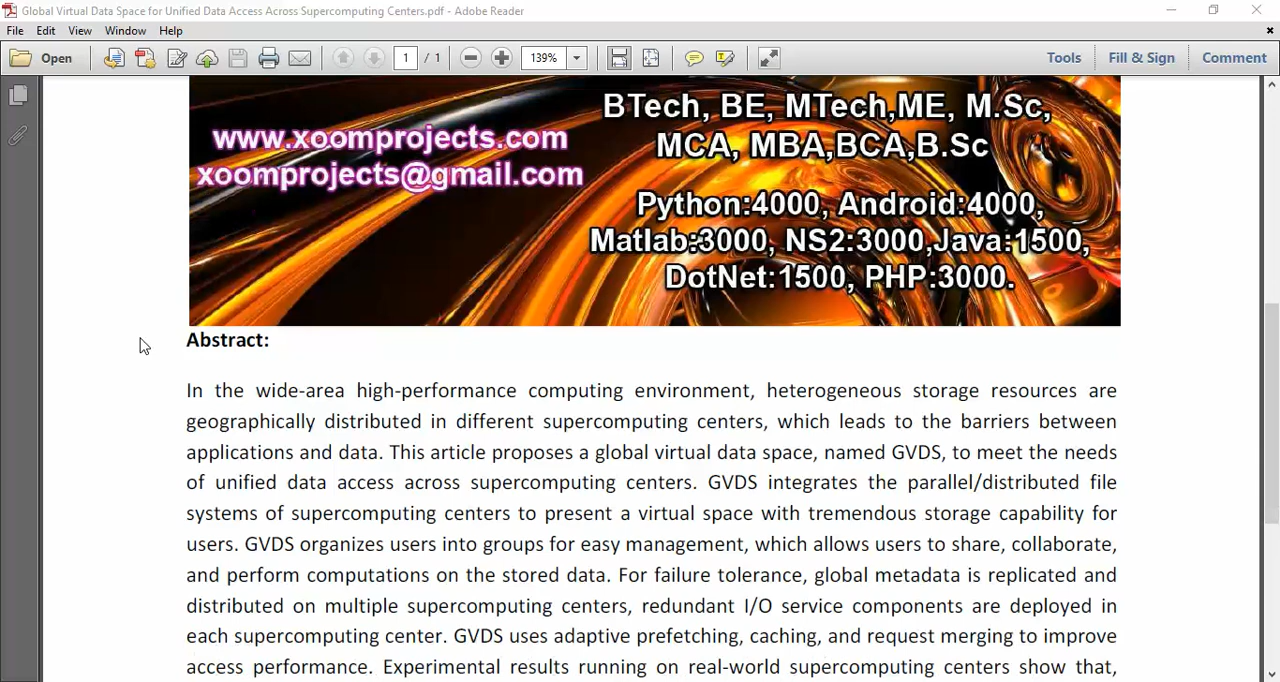 Global Virtual Data Space for Unified Data Access Across Supercomputing Centers.pdf - Adobe Reader
File Edit View Window Help
Open 1 / 1 139% Tools Fill & Sign Comment
www.xoomprojects.com
xoomprojects@gmail.com
BTech, BE, MTech,ME, M.Sc,
MCA, MBA,BCA,B.Sc
Python:4000, Android:4000,
Matlab:3000, NS2:3000,Java:1500,
DotNet:1500, PHP:3000.
Abstract:
In the wide-area high-performance computing environment, heterogeneous storage resources are
geographically distributed in different supercomputing centers, which leads to the barriers between
applications and data. This article proposes a global virtual data space, named GVDS, to meet the needs
of unified data access across supercomputing centers. GVDS integrates the parallel/distributed file
systems of supercomputing centers to present a virtual space with tremendous storage capability for
users. GVDS organizes users into groups for easy management, which allows users to share, collaborate,
and perform computations on the stored data. For failure tolerance, global metadata is replicated and
distributed on multiple supercomputing centers, redundant I/O service components are deployed in
each supercomputing center. GVDS uses adaptive prefetching, caching, and request merging to improve
access performance. Experimental results running on real-world supercomputing centers show that,